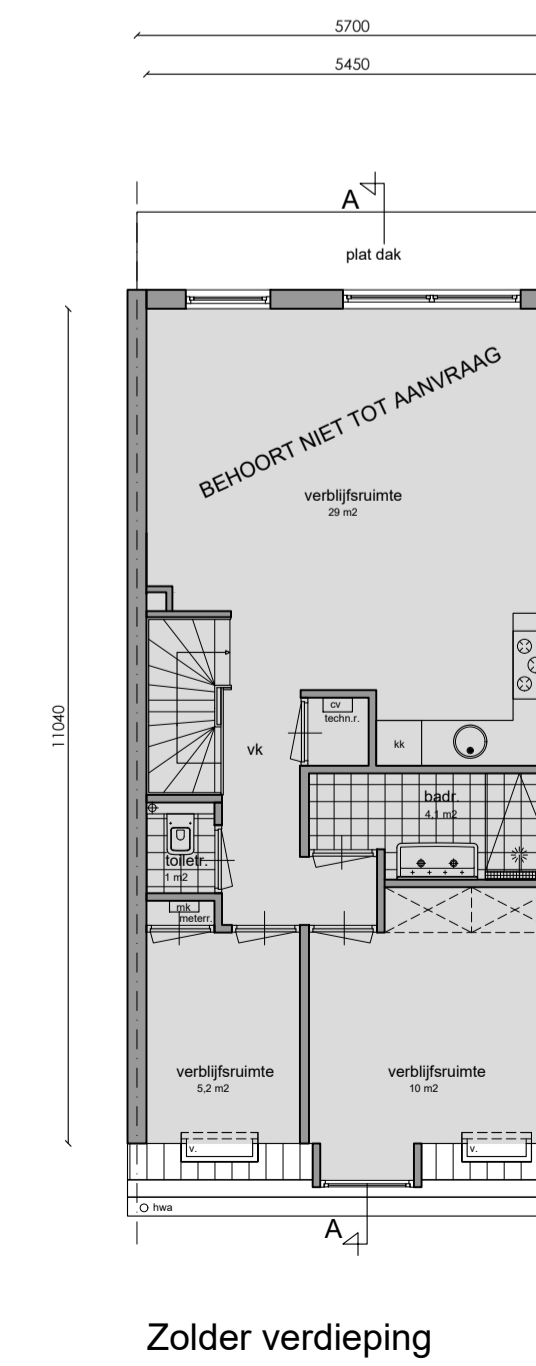 5700
5450
A
plat dak
BEHOORT NIET TOT AANVRAAG
verblijfsruimte
29 m2
11040
cv
techn.r.
kk
vk
badr.
4,1 m2
toiletr.
1 m2
mk
meterr.
verblijfsruimte
5,2 m2
verblijfsruimte
10 m2
v.
v.
hwa
A
Zolder verdieping